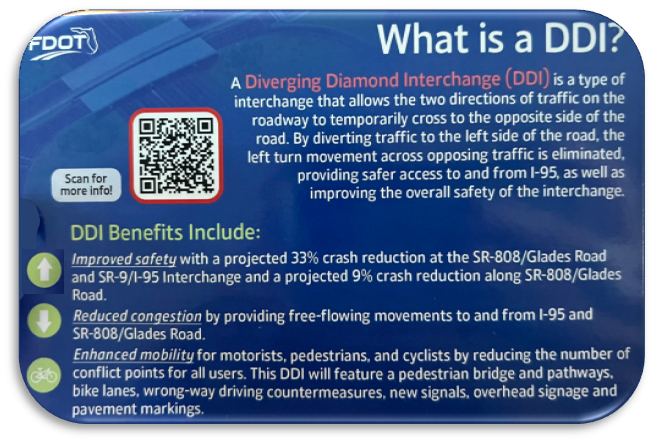 FDOT
What is a DDI?
A Diverging Diamond Interchange (DDI) is a type of
interchange that allows the two directions of traffic on the
roadway to temporarily cross to the opposite side of the
road. By diverting traffic to the left side of the road, the
left turn movement across opposing traffic is eliminated,
providing safer access to and from I-95, as well as
improving the overall safety of the interchange.
Scan for
more info!
DDI Benefits Include:
Improved safety with a projected 33% crash reduction at the SR-808/Glades Road
and SR-9/I-95 Interchange and a projected 9% crash reduction along SR-808/Glades
Road.
Reduced congestion by providing free-flowing movements to and from I-95 and
SR-808/Glades Road.
Enhanced mobility for motorists, pedestrians, and cyclists by reducing the number of
conflict points for all users. This DDI will feature a pedestrian bridge and pathways,
bike lanes, wrong-way driving countermeasures, new signals, overhead signage and
pavement markings.